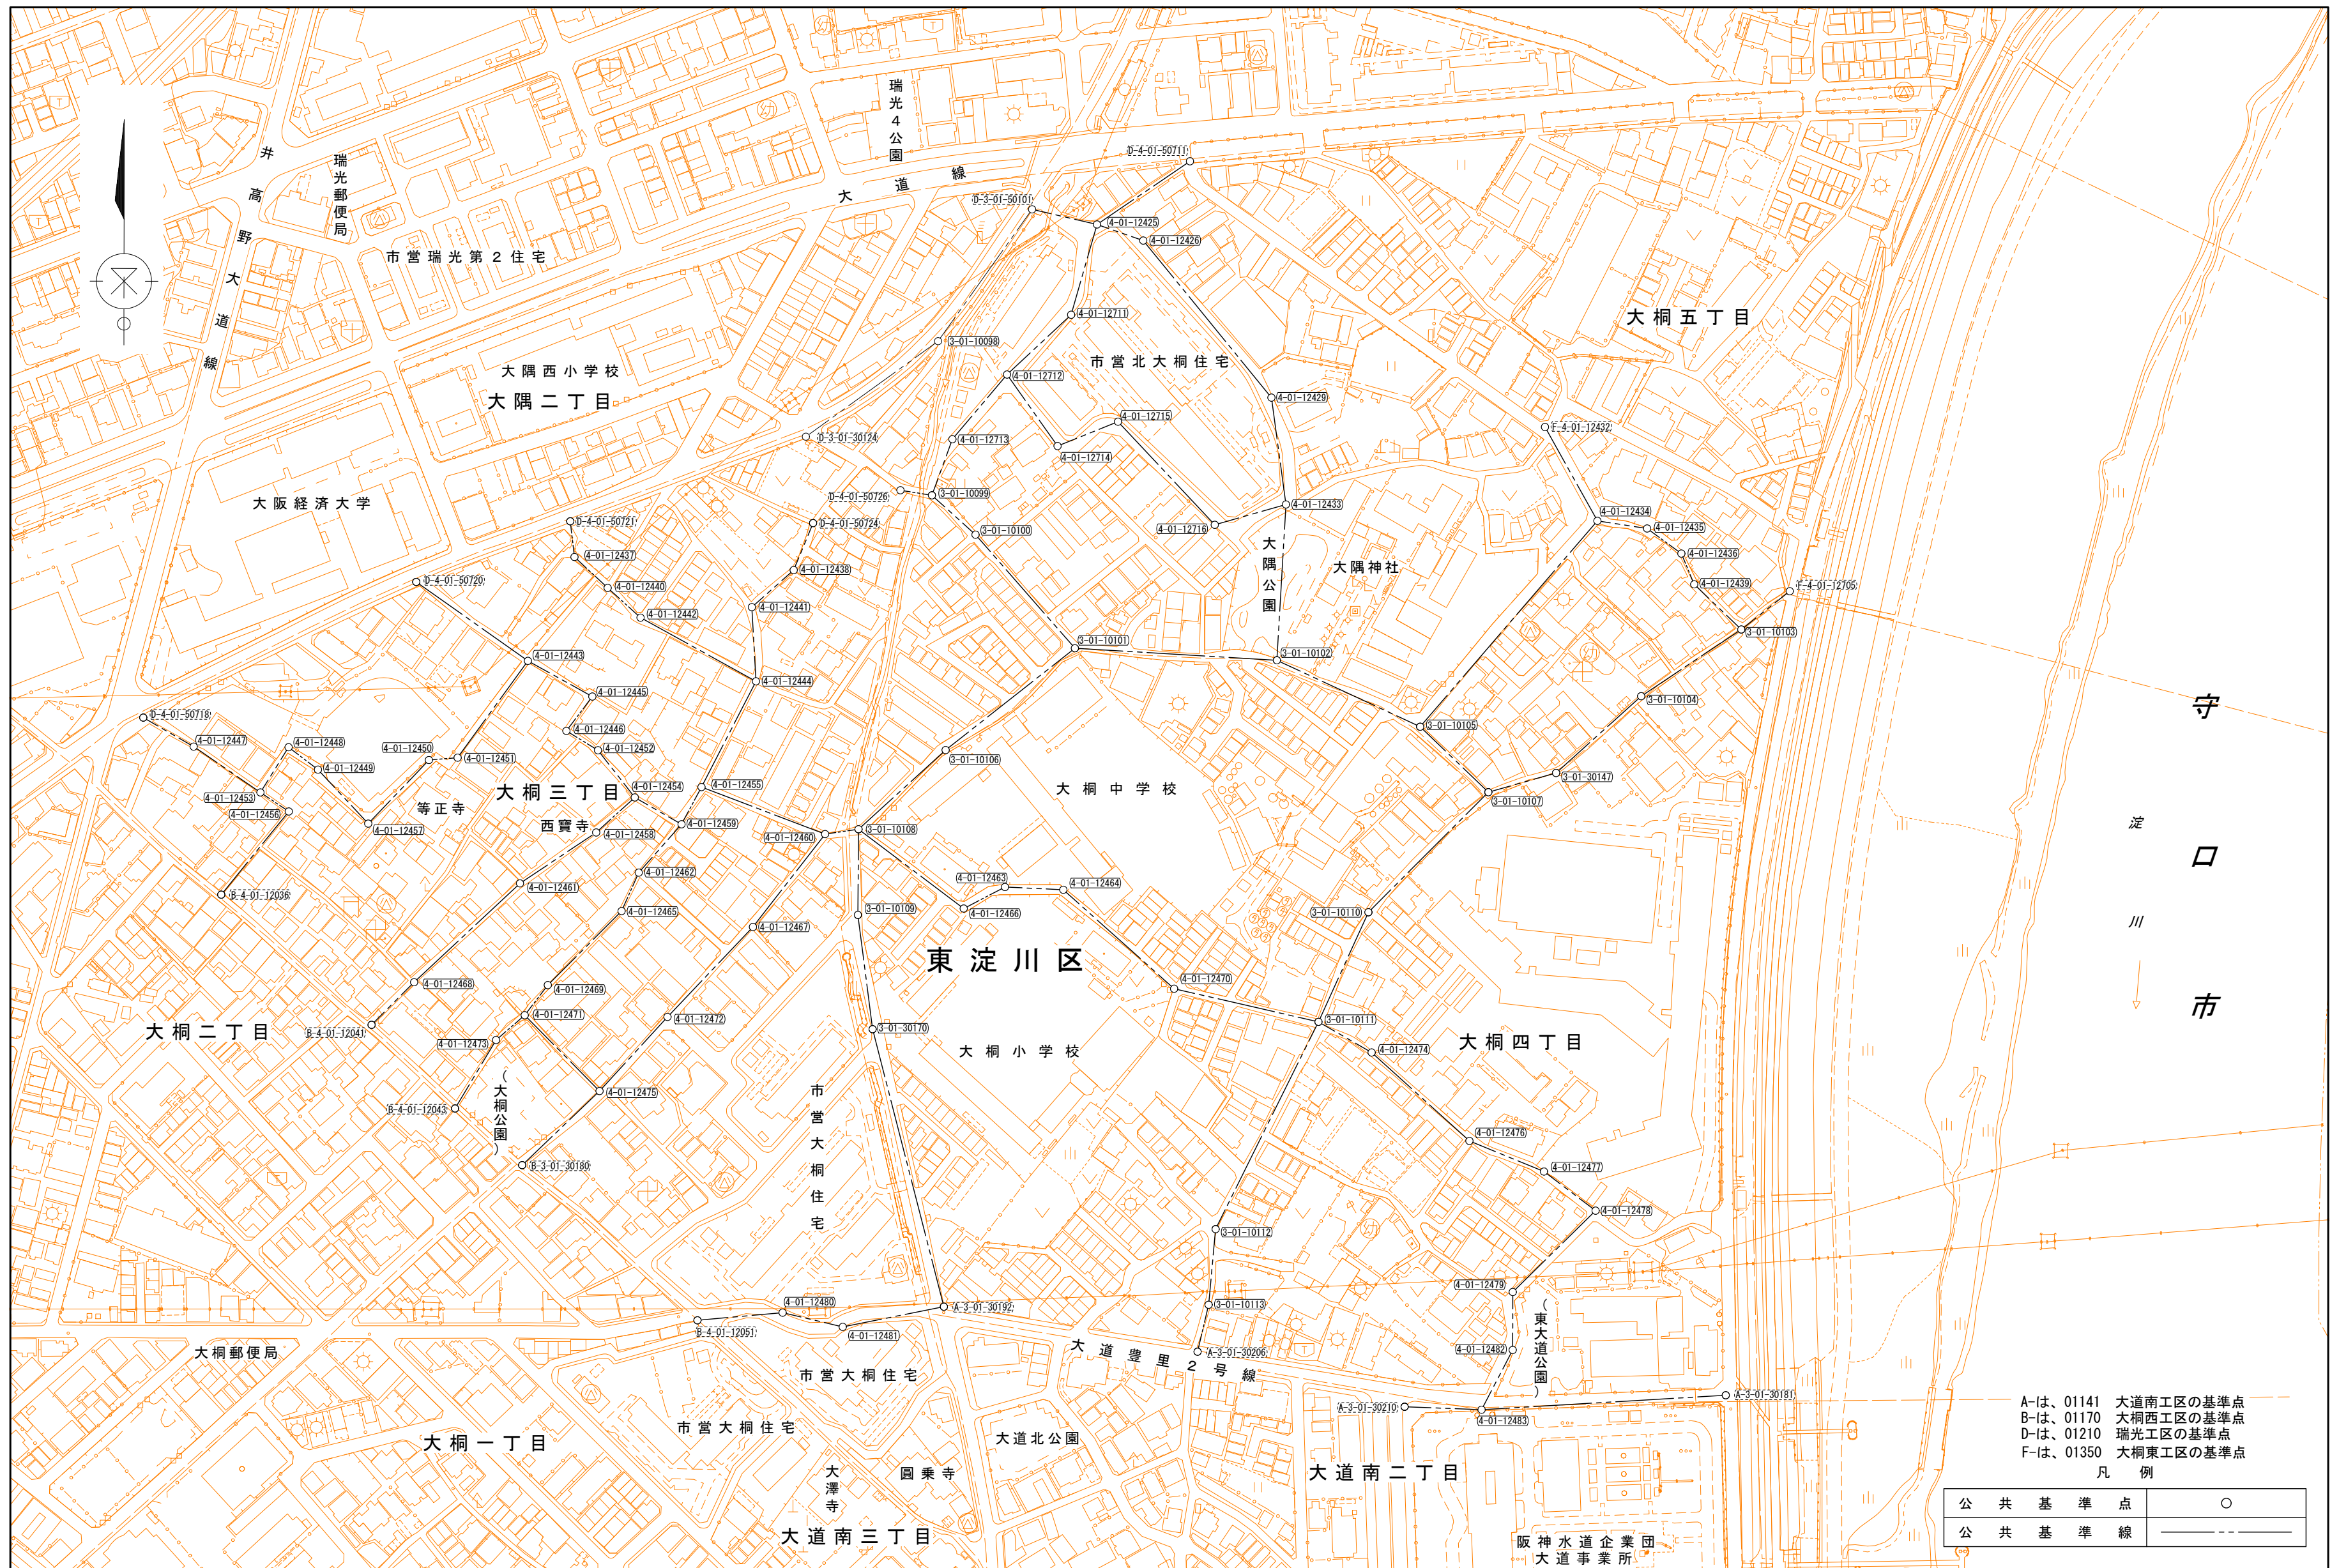 瑞光4公園
井高野大道線
瑞光郵便局
大道線
市営瑞光第2住宅
D-4-01-50711
D-3-01-50101
4-01-12425
4-01-12426
4-01-12711
大桐五丁目
3-01-10098
市営北大桐住宅
大隅西小学校
4-01-12712
大隅二丁目
4-01-12429
4-01-12715
F-4-01-12432
D-3-01-30124
4-01-12713
4-01-12714
大阪経済大学
D-4-01-50726
3-01-10099
4-01-12433
4-01-12434
D-4-01-50721
D-4-01-50724
3-01-10100
4-01-12716
4-01-12435
4-01-12437
4-01-12436
大隅公園
大隅神社
4-01-12438
D-4-01-50720
4-01-12440
4-01-12439
F-4-01-12705
4-01-12441
4-01-12442
3-01-10103
3-01-10101
3-01-10102
4-01-12443
4-01-12444
4-01-12445
3-01-10104
守口市
D-4-01-50718
4-01-12446
3-01-10105
4-01-12447
4-01-12448
4-01-12450
4-01-12452
4-01-12451
3-01-10106
4-01-12449
3-01-30147
4-01-12453
大桐三丁目
4-01-12454
4-01-12455
大桐中学校
3-01-10107
4-01-12456
等正寺
4-01-12457
西寶寺
4-01-12458
4-01-12459
4-01-12460
3-01-10108
淀川
4-01-12462
4-01-12463
4-01-12464
B-4-01-12036
4-01-12461
4-01-12465
3-01-10109
4-01-12466
3-01-10110
4-01-12467
東淀川区
4-01-12468
4-01-12469
4-01-12470
4-01-12471
4-01-12472
3-01-10111
大桐二丁目
B-4-01-12041
4-01-12473
3-01-30170
大桐小学校
4-01-12474
大桐四丁目
(大桐公園)
4-01-12475
市営大桐住宅
B-4-01-12043
4-01-12476
B-3-01-30180
4-01-12477
4-01-12478
3-01-10112
4-01-12479
4-01-12480
A-3-01-30192
3-01-10113
(東大道公園)
B-4-01-12051
4-01-12481
大桐郵便局
大道豊里2号線
A-3-01-30206
4-01-12482
市営大桐住宅
A-3-01-30181
A-3-01-30210
4-01-12483
市営大桐住宅
大桐一丁目
大道北公園
大澤寺
圓乗寺
大道南二丁目
大道南三丁目
阪神水道企業団
大道事業所
A-は、01141 大道南工区の基準点
B-は、01170 大桐西工区の基準点
D-は、01210 瑞光工区の基準点
F-は、01350 大桐東工区の基準点
凡例
公共基準点
公共基準線